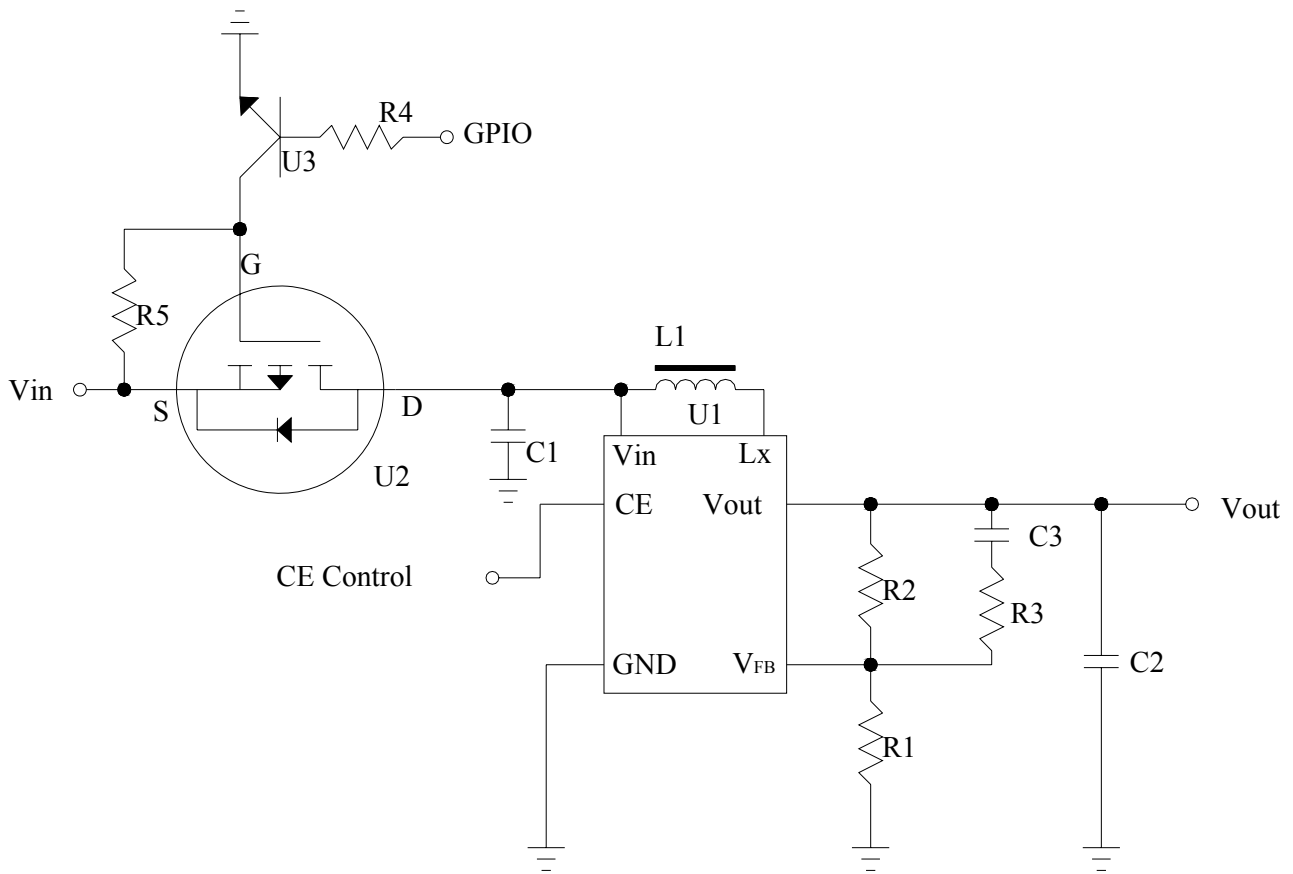 R4
GPIO
U3
G
R5
L1
Vin
S
D
U1
C1
Vin
Lx
U2
CE
Vout
Vout
C3
CE Control
R2
R3
GND
VFB
C2
R1